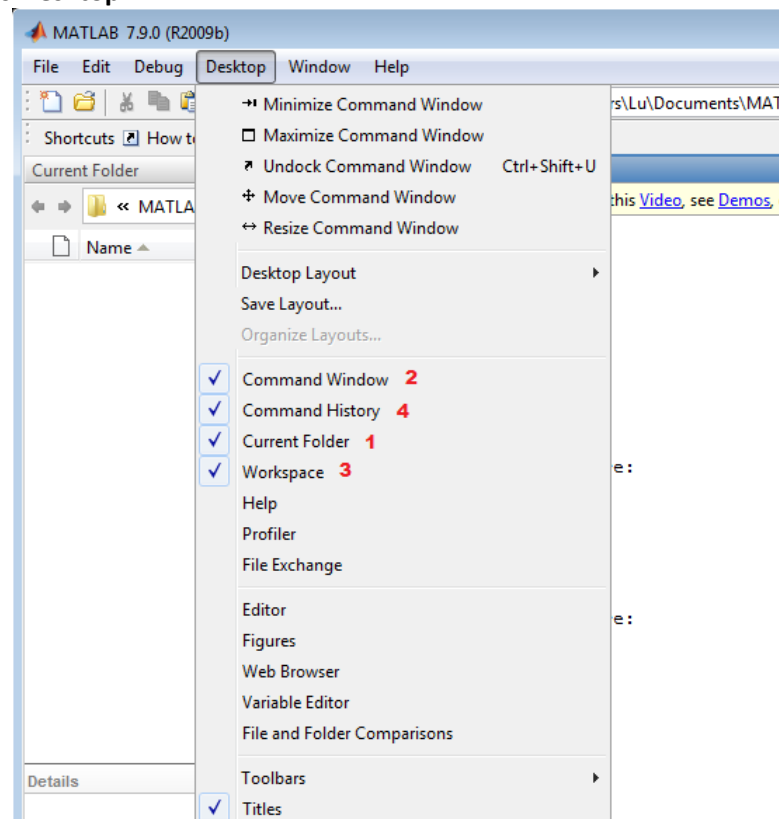 MATLAB 7.9.0 (R2009b)
File Edit Debug Desktop Window Help
Minimize Command Window
rs\Lu\Documents\MAT
Shortcuts How t
Maximize Command Window
Current Folder
Undock Command Window Ctrl+Shift+U
« MATLA
Move Command Window
this Video, see Demos,
Name
Resize Command Window
Desktop Layout
Save Layout...
Organize Layouts...
Command Window 2
Command History 4
Current Folder 1
Workspace 3
e:
Help
Profiler
File Exchange
Editor
e:
Figures
Web Browser
Variable Editor
File and Folder Comparisons
Details
Toolbars
Titles